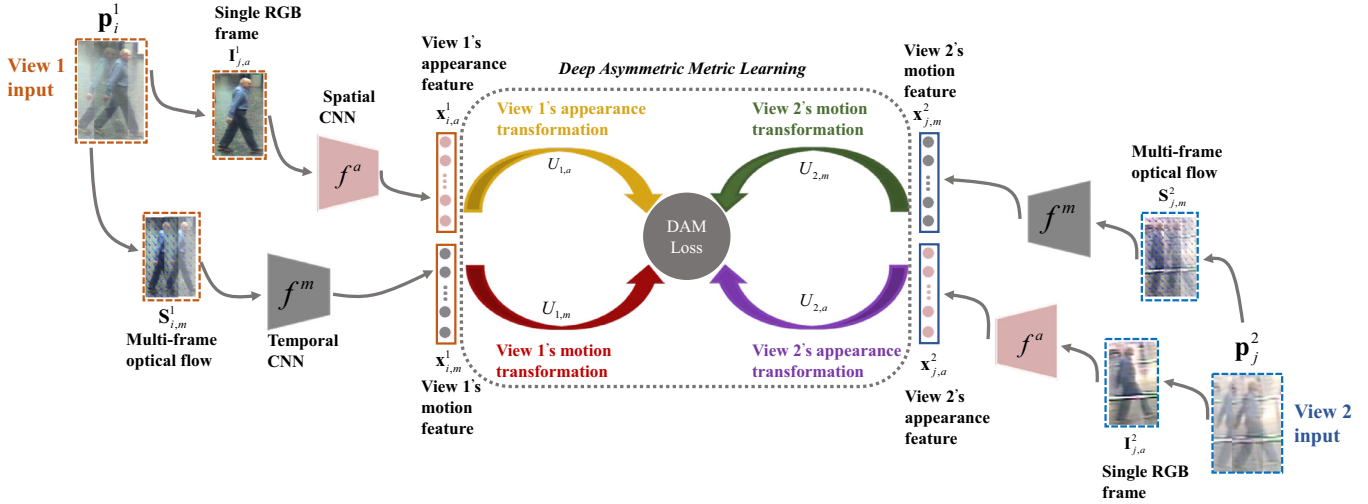 p_i^1
View 1
input
Single RGB
frame
I_{j,a}^1
Spatial
CNN
f^a
S_{i,m}^1
Multi-frame
optical flow
f^m
Temporal
CNN
View 1's
appearance
feature
x_{i,a}^1
x_{i,m}^1
View 1's
motion
feature
Deep Asymmetric Metric Learning
View 1's appearance
transformation
U_{1,a}
View 2's motion
transformation
U_{2,m}
DAM
Loss
U_{1,m}
View 1's motion
transformation
U_{2,a}
View 2's appearance
transformation
View 2's
motion
feature
x_{j,m}^2
x_{j,a}^2
View 2's
appearance
feature
f^m
Multi-frame
optical flow
S_{j,m}^2
f^a
I_{j,a}^2
Single RGB
frame
p_j^2
View 2
input